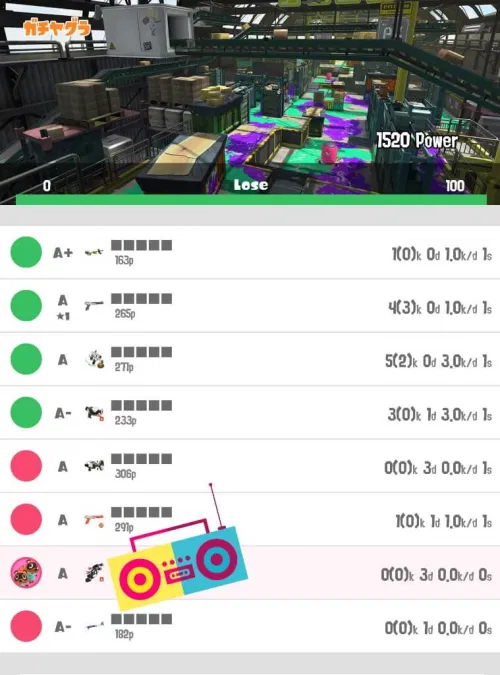 ガチヤグラ
1520 Power
0 Lose 100
A+ 163p 1(0)k 0d 1.0k/d 1s
A ★1 265p 4(3)k 0d 1.0k/d 1s
A 271p 5(2)k 0d 3.0k/d 1s
A- 233p 3(0)k 1d 3.0k/d 1s
A 306p 0(0)k 3d 0.0k/d 1s
A 291p 1(0)k 1d 1.0k/d 1s
A 0(0)k 3d 0.0k/d 0s
A- 182p 0(0)k 1d 0.0k/d 0s